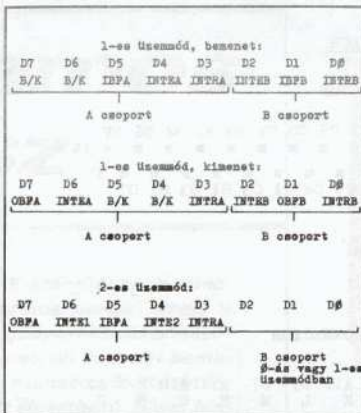 1-es üzemmód, bemenet:
D7 D6 D5 D4 D3 D2 D1 DØ
B/K B/K IBFA INTEA INTRA INTEB IBFB INTRB
A csoport B csoport
1-es üzemmód, kimenet:
D7 D6 D5 D4 D3 D2 D1 DØ
OBFA INTEA B/K B/K INTRA INTEB OBFB INTRB
A csoport B csoport
2-es üzemmód:
D7 D6 D5 D4 D3 D2 D1 DØ
OBFA INTE1 IBFA INTE2 INTRA
A csoport B csoport
Ø-ás vagy 1-es
üzemmódban